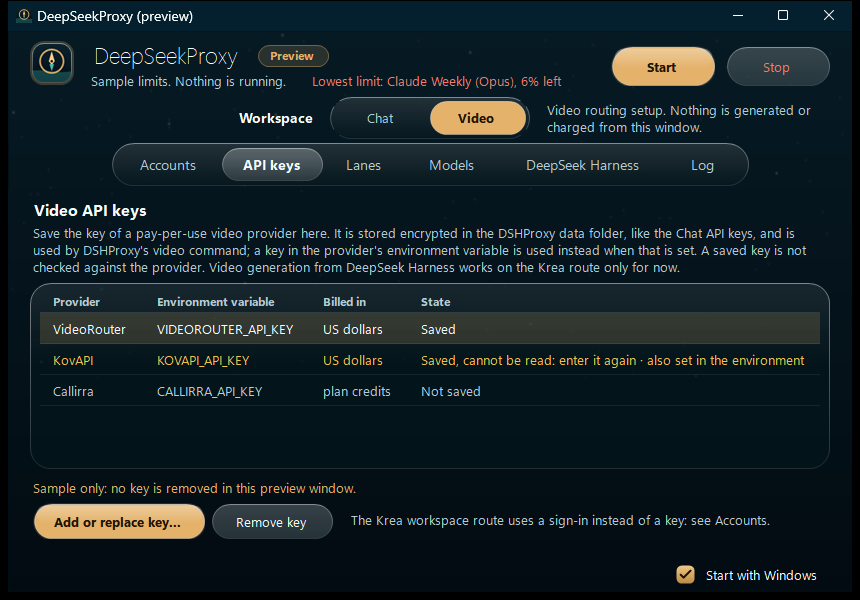 DeepSeekProxy (preview)
DeepSeekProxy
Preview
Sample limits. Nothing is running.
Lowest limit: Claude Weekly (Opus), 6% left
Start
Stop
Workspace
Chat
Video
Video routing setup. Nothing is generated or
charged from this window.
Accounts
API keys
Lanes
Models
DeepSeek Harness
Log
Video API keys
Save the key of a pay-per-use video provider here. It is stored encrypted in the DSHProxy data folder, like the Chat API keys, and is
used by DSHProxy's video command; a key in the provider's environment variable is used instead when that is set. A saved key is not
checked against the provider. Video generation from DeepSeek Harness works on the Krea route only for now.
Provider Environment variable Billed in State
VideoRouter VIDEOROUTER_API_KEY US dollars Saved
KovAPI KOVAPI_API_KEY US dollars Saved, cannot be read: enter it again · also set in the environment
Callirra CALLIRRA_API_KEY plan credits Not saved
Sample only: no key is removed in this preview window.
Add or replace key...
Remove key
The Krea workspace route uses a sign-in instead of a key: see Accounts.
Start with Windows